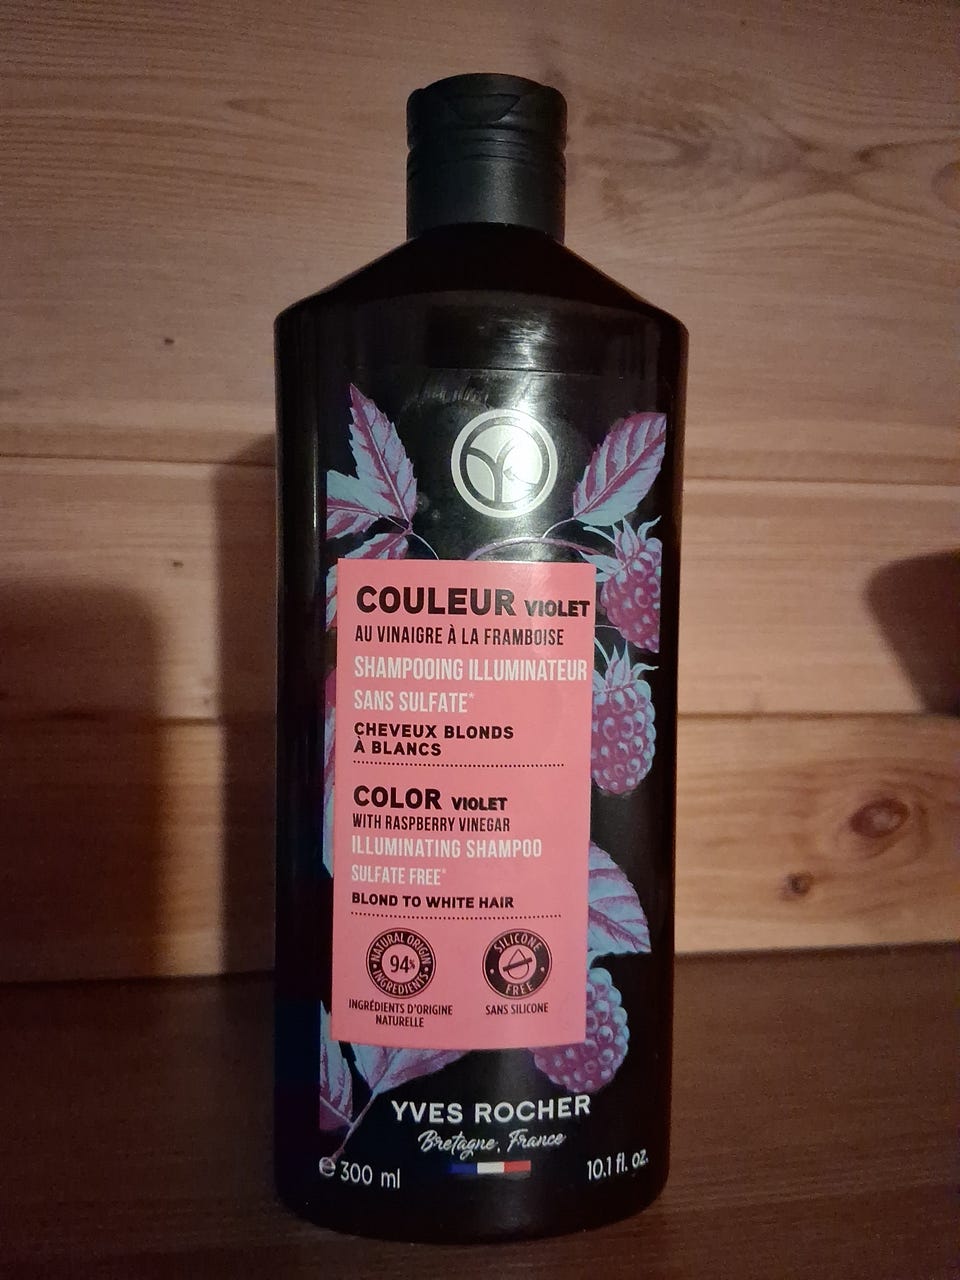 COULEUR VIOLET
AU VINAIGRE À LA FRAMBOISE
SHAMPOOING ILLUMINATEUR
SANS SULFATE*
CHEVEUX BLONDS
À BLANCS
COLOR VIOLET
WITH RASPBERRY VINEGAR
ILLUMINATING SHAMPOO
SULFATE FREE*
BLOND TO WHITE HAIR
NATURAL ORIGIN
94%
INGREDIENTS
INGRÉDIENTS D'ORIGINE
NATURELLE
SILICONE
FREE
SANS SILICONE
YVES ROCHER
Bretagne, France
℮ 300 ml
10.1 fl. oz.